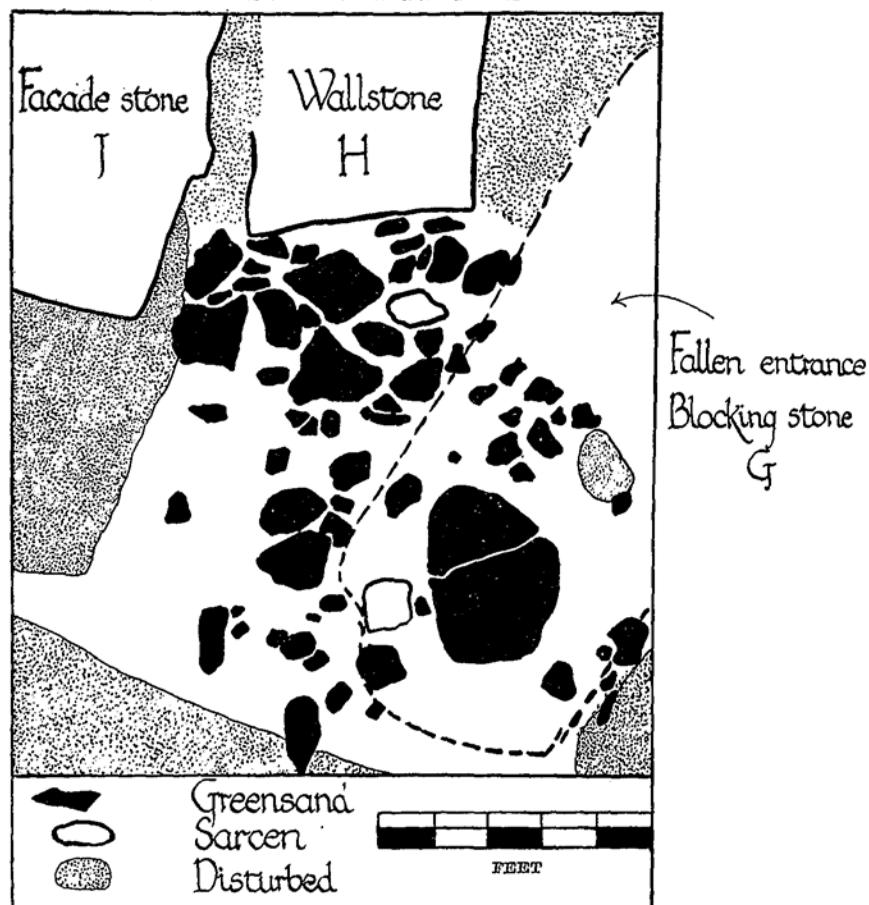 Facade stone
J
Wallstone
H
Fallen entrance
Blocking stone
G
Greensand
Sarcen
Disturbed
FEET